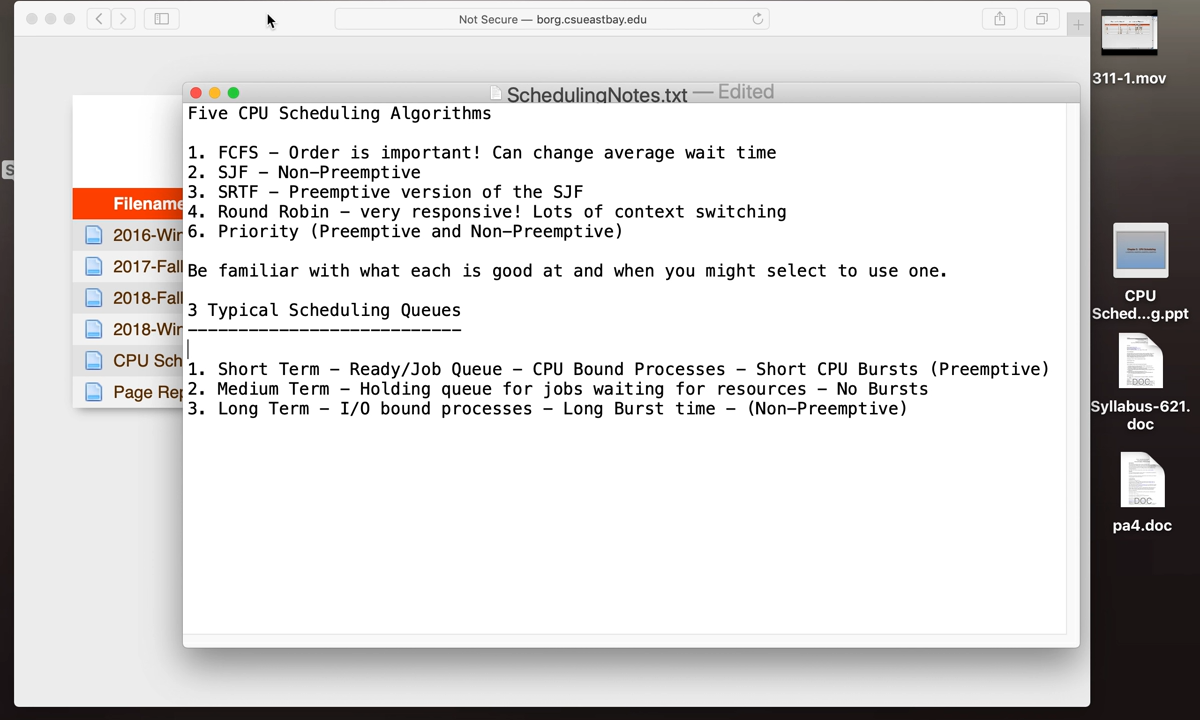 Not Secure — borg.csueastbay.edu
311-1.mov
SchedulingNotes.txt — Edited
Five CPU Scheduling Algorithms
1. FCFS – Order is important! Can change average wait time
2. SJF – Non-Preemptive
3. SRTF – Preemptive version of the SJF
4. Round Robin – very responsive! Lots of context switching
6. Priority (Preemptive and Non-Preemptive)
Be familiar with what each is good at and when you might select to use one.
3 Typical Scheduling Queues
---------------------------
1. Short Term – Ready/Job Queue – CPU Bound Processes – Short CPU Bursts (Preemptive)
2. Medium Term – Holding queue for jobs waiting for resources – No Bursts
3. Long Term – I/O bound processes – Long Burst time – (Non-Preemptive)
S
Filename
2016-Win
2017-Fall
2018-Fall
2018-Win
CPU Sch
Page Rep
CPU
Sched...g.ppt
DOC
Syllabus-621.
doc
DOC
pa4.doc